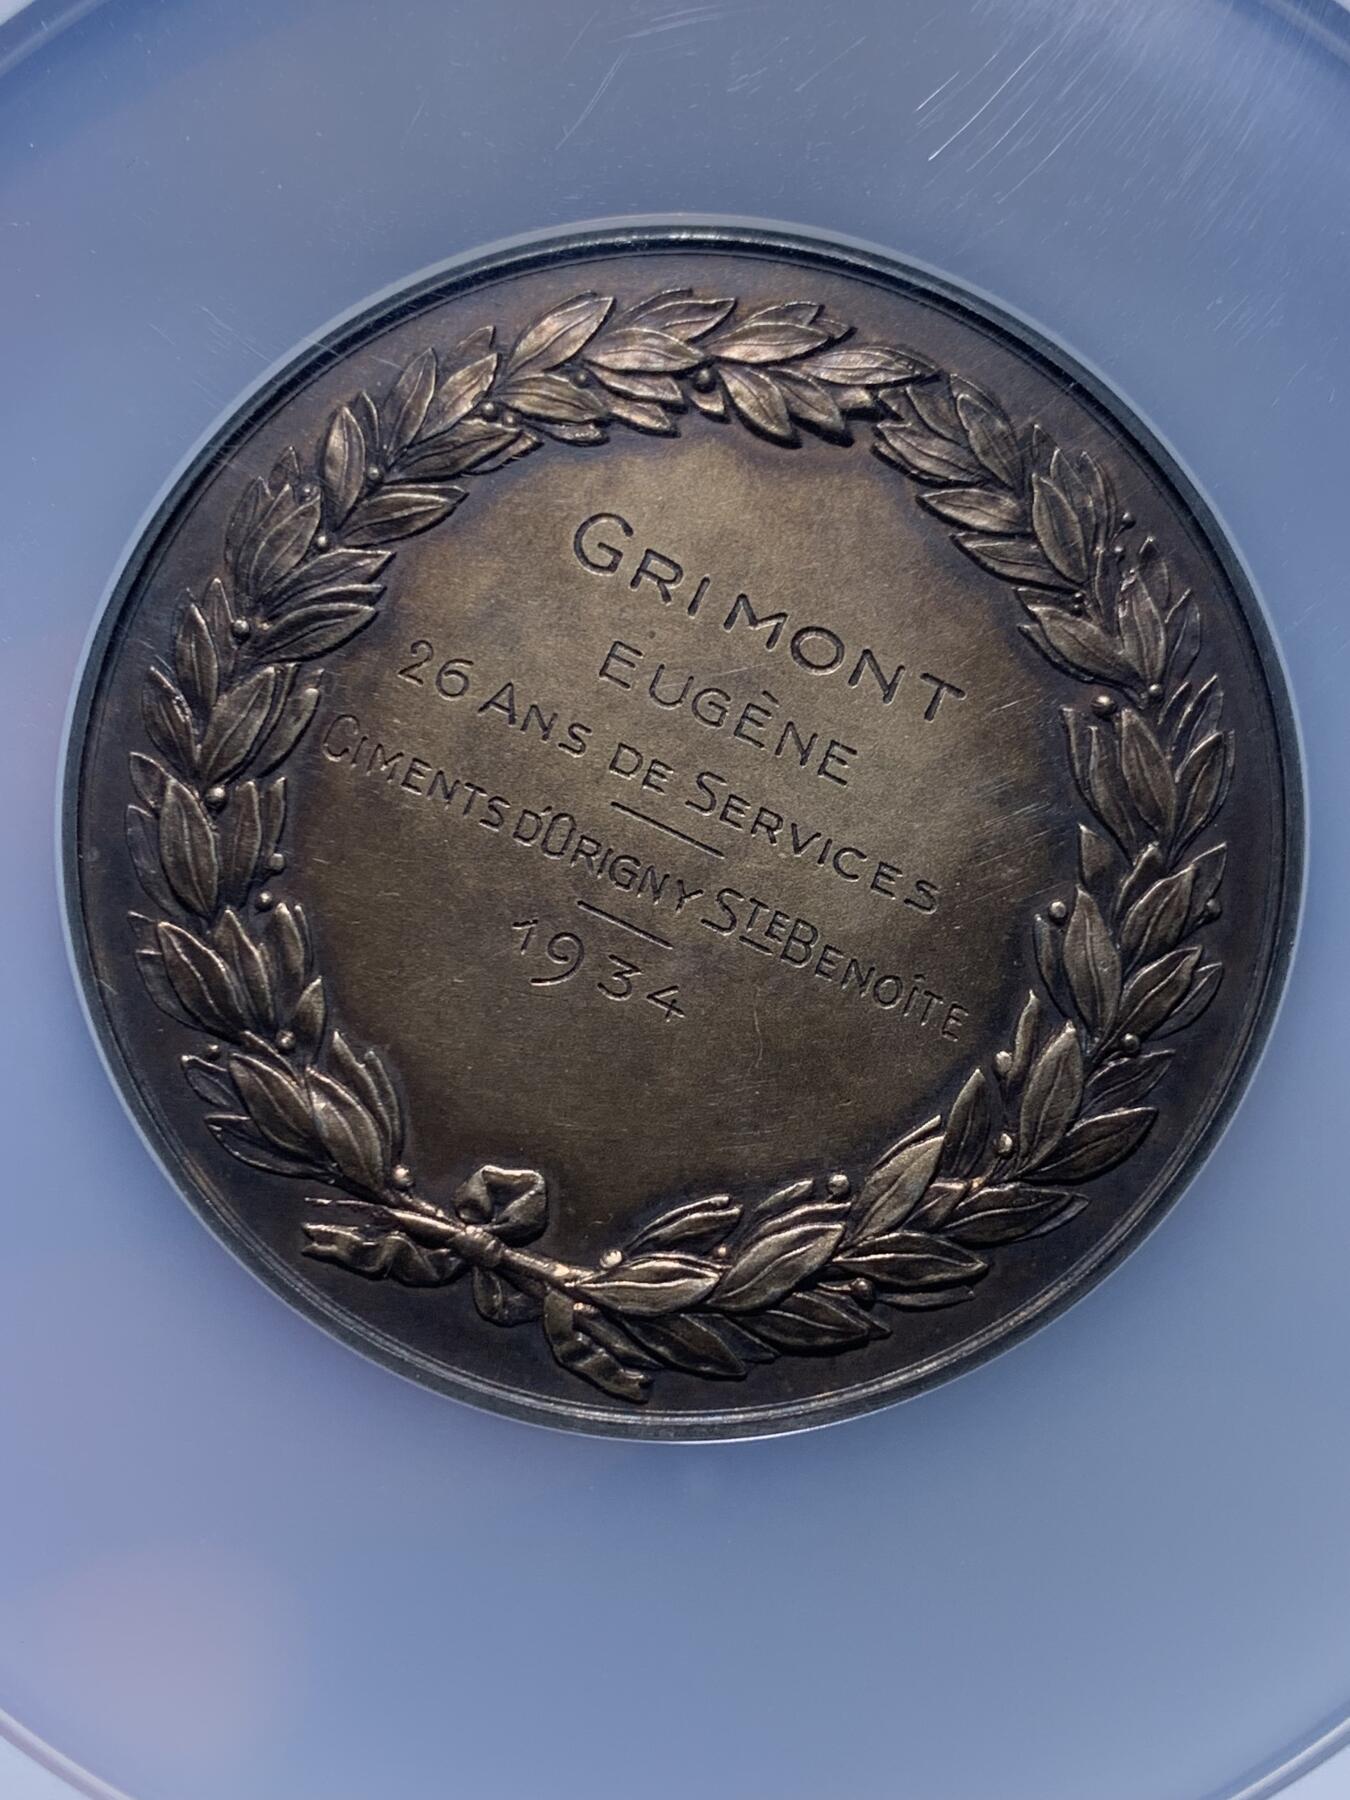 GRIMONT
EUGÈNE
26 ANS DE SERVICES
CIMENTS D'ORIGNY STE BENOÎTE
1934